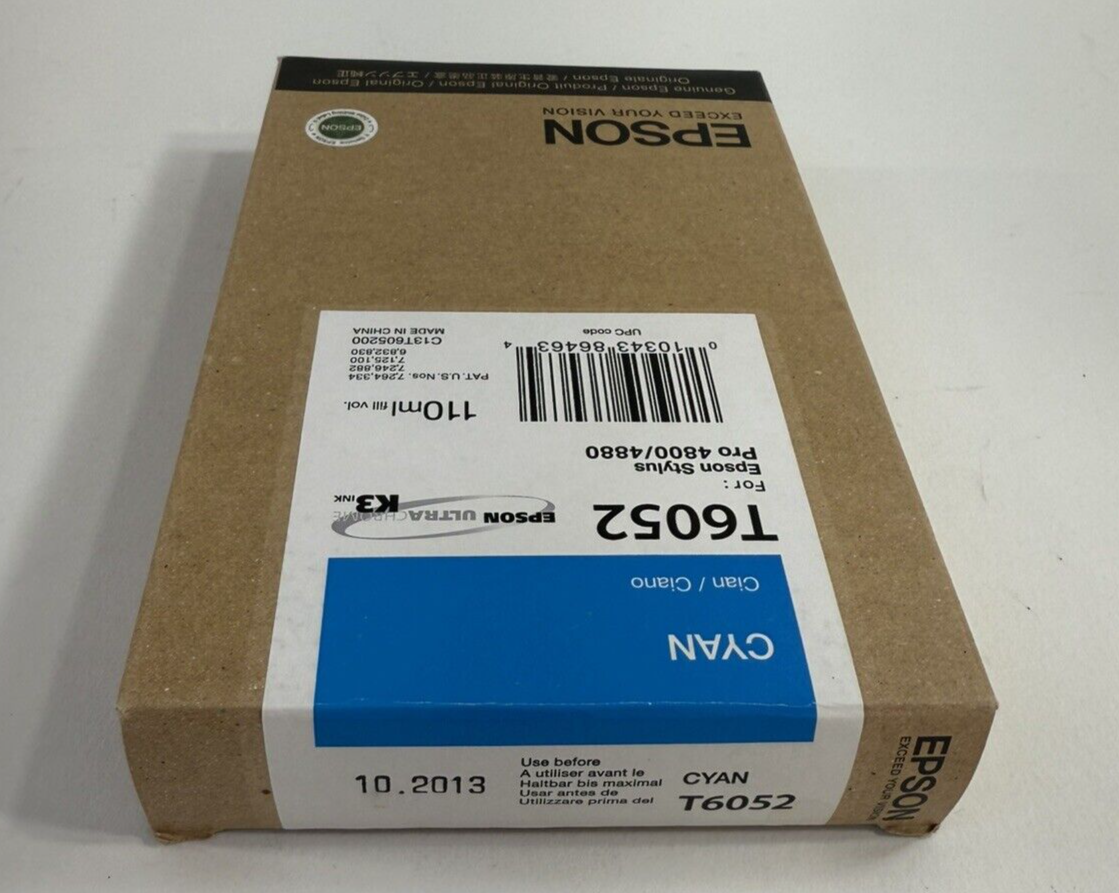 Genuine Epson / Produit Original Epson / Original Epson
Originale Epson /
EPSON
EXCEED YOUR VISION
EPSON
CYAN
Cian / Ciano
T6052
EPSON ULTRACHROME K3 INK
For :
Epson Stylus
Pro 4800/4880
110ml fill vol.
PAT. U.S. Nos. 7,264,334
7,246,882
7,125,100
6,832,830
C13T605200
MADE IN CHINA
0 10343 86463 4
UPC code
10.2013
Use before
A utiliser avant le
Haltbar bis maximal
Usar antes de
Utilizzare prima del
CYAN
T6052
EPSON
EXCEED YOUR VISION